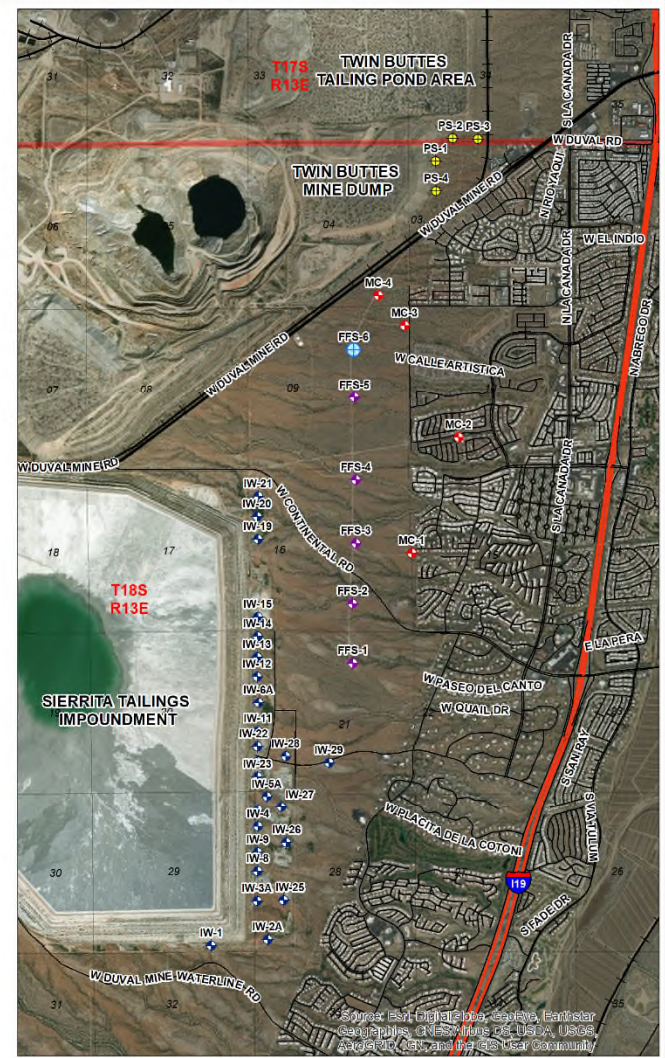 31
32
33
34
35
T17S
R13E
TWIN BUTTES
TAILING POND AREA
S LA CANADA DR
PS-2
PS-3
W DUVAL RD
PS-1
TWIN BUTTES
MINE DUMP
PS-4
N RIO YAQUI
06
05
04
03
W DUVAL MINE RD
W EL INDIO
N LA CANADA DR
MC-4
MC-3
N ABREGO DR
FFS-6
W DUVAL MINE RD
W CALLE ARTISTICA
07
08
09
FFS-5
MC-2
W DUVAL MINE RD
FFS-4
S LA CANADA DR
IW-21
IW-20
IW-19
W CONTINENTAL RD
FFS-3
MC-1
18
17
16
T18S
R13E
FFS-2
IW-15
IW-14
IW-13
IW-12
E LA PERA
FFS-1
W PASEO DEL CANTO
IW-6A
SIERRITA TAILINGS
IMPOUNDMENT
W QUAIL DR
IW-11
21
IW-22
IW-28
IW-29
S SAN RAY
IW-23
IW-5A
IW-27
IW-4
S VIA TULUM
W PLACITA DE LA COTONI
IW-9
IW-26
IW-8
30
29
28
26
I19
IW-3A
IW-25
S FADE DR
IW-1
IW-2A
W DUVAL MINE WATERLINE RD
31
32
35
Source: Esri, DigitalGlobe, GeoEye, Earthstar
Geographics, CNES/Airbus DS, USDA, USGS,
AeroGRID, IGN, and the GIS User Community